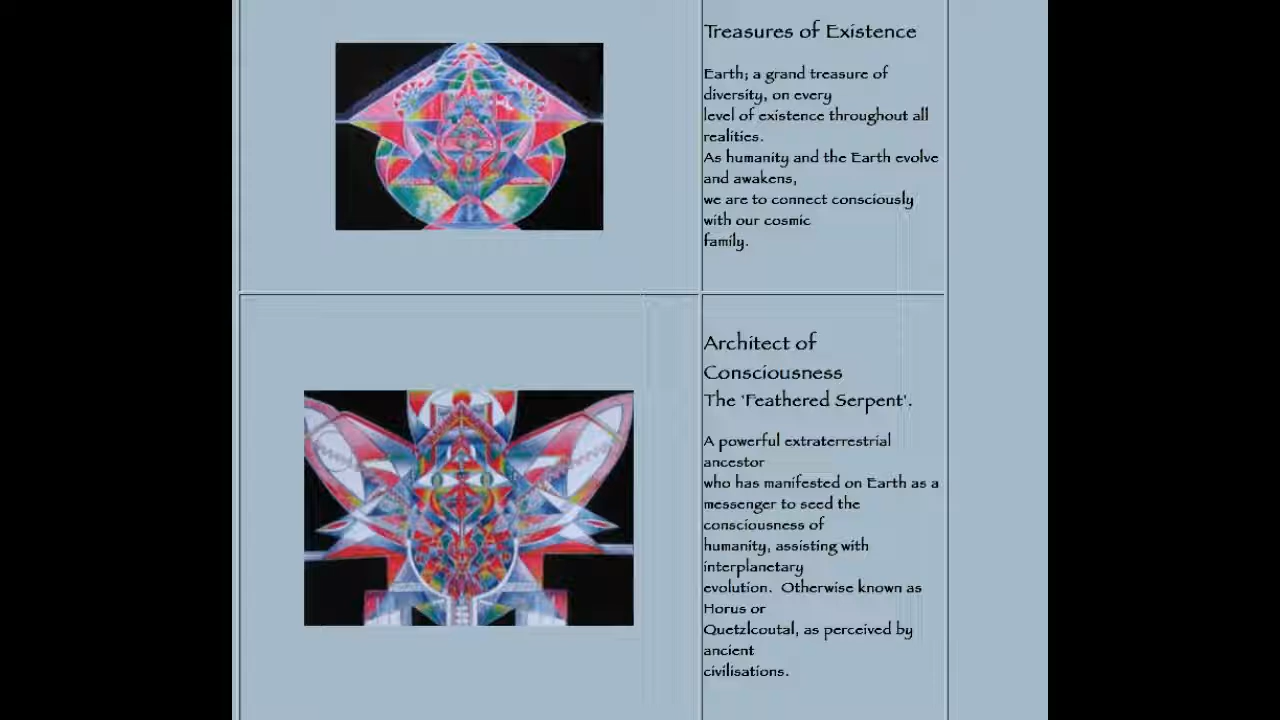 Treasures of Existence
Earth; a grand treasure of
diversity, on every
level of existence throughout all
realities.
As humanity and the Earth evolve
and awakens,
we are to connect consciously
with our cosmic
family.
Architect of
Consciousness
The 'Feathered Serpent'.
A powerful extraterrestrial
ancestor
who has manifested on Earth as a
messenger to seed the
consciousness of
humanity, assisting with
interplanetary
evolution.  Otherwise known as
Horus or
Quetzlcoutal, as perceived by
ancient
civilisations.